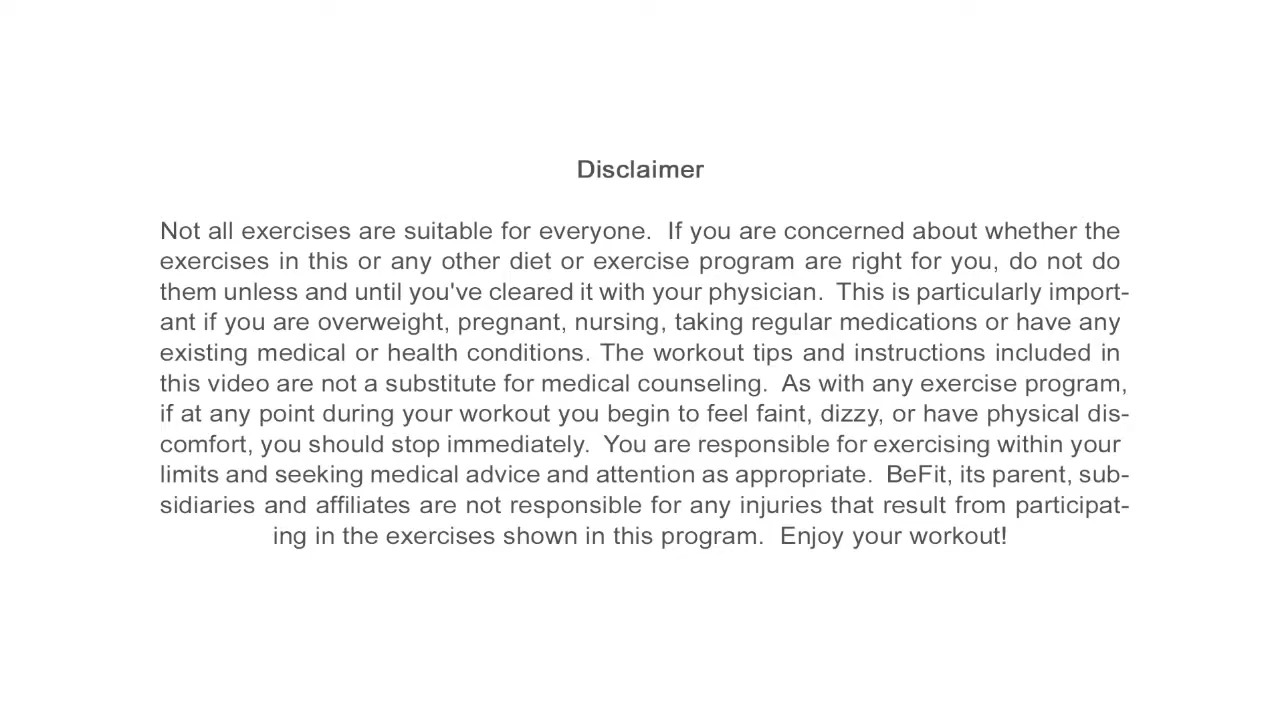 Disclaimer
Not all exercises are suitable for everyone.  If you are concerned about whether the
exercises in this or any other diet or exercise program are right for you, do not do
them unless and until you've cleared it with your physician.  This is particularly import-
ant if you are overweight, pregnant, nursing, taking regular medications or have any
existing medical or health conditions. The workout tips and instructions included in
this video are not a substitute for medical counseling.  As with any exercise program,
if at any point during your workout you begin to feel faint, dizzy, or have physical dis-
comfort, you should stop immediately.  You are responsible for exercising within your
limits and seeking medical advice and attention as appropriate.  BeFit, its parent, sub-
sidiaries and affiliates are not responsible for any injuries that result from participat-
ing in the exercises shown in this program.  Enjoy your workout!